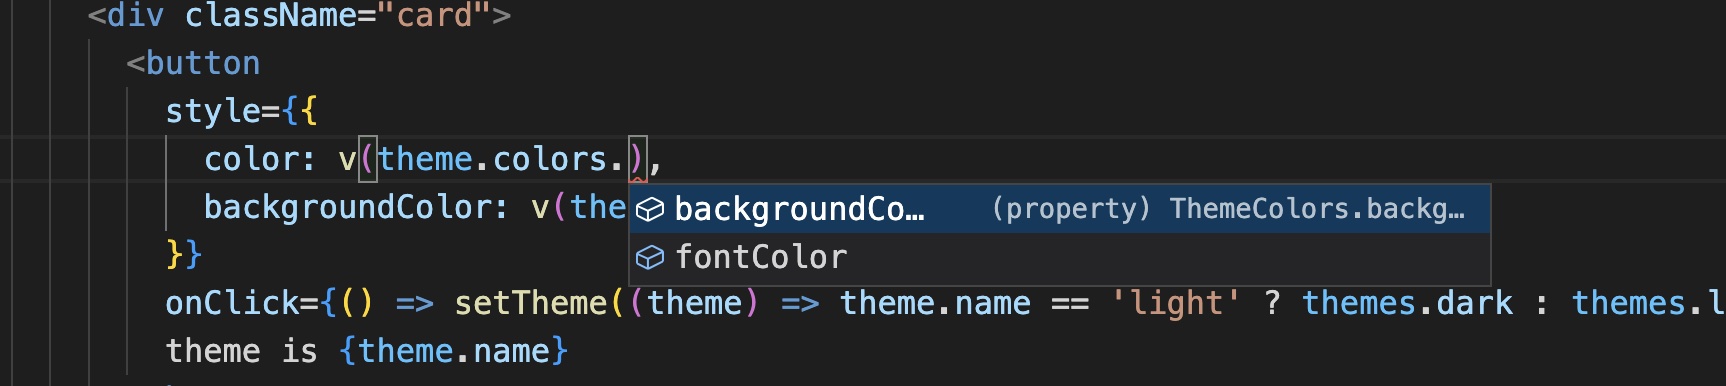 <div className="card">
<button
style={{
color: v(theme.colors.),
backgroundColor: v(the
backgroundCo… (property) ThemeColors.backg…
fontColor
}}
onClick={() => setTheme((theme) => theme.name == 'light' ? themes.dark : themes.l
theme is {theme.name}